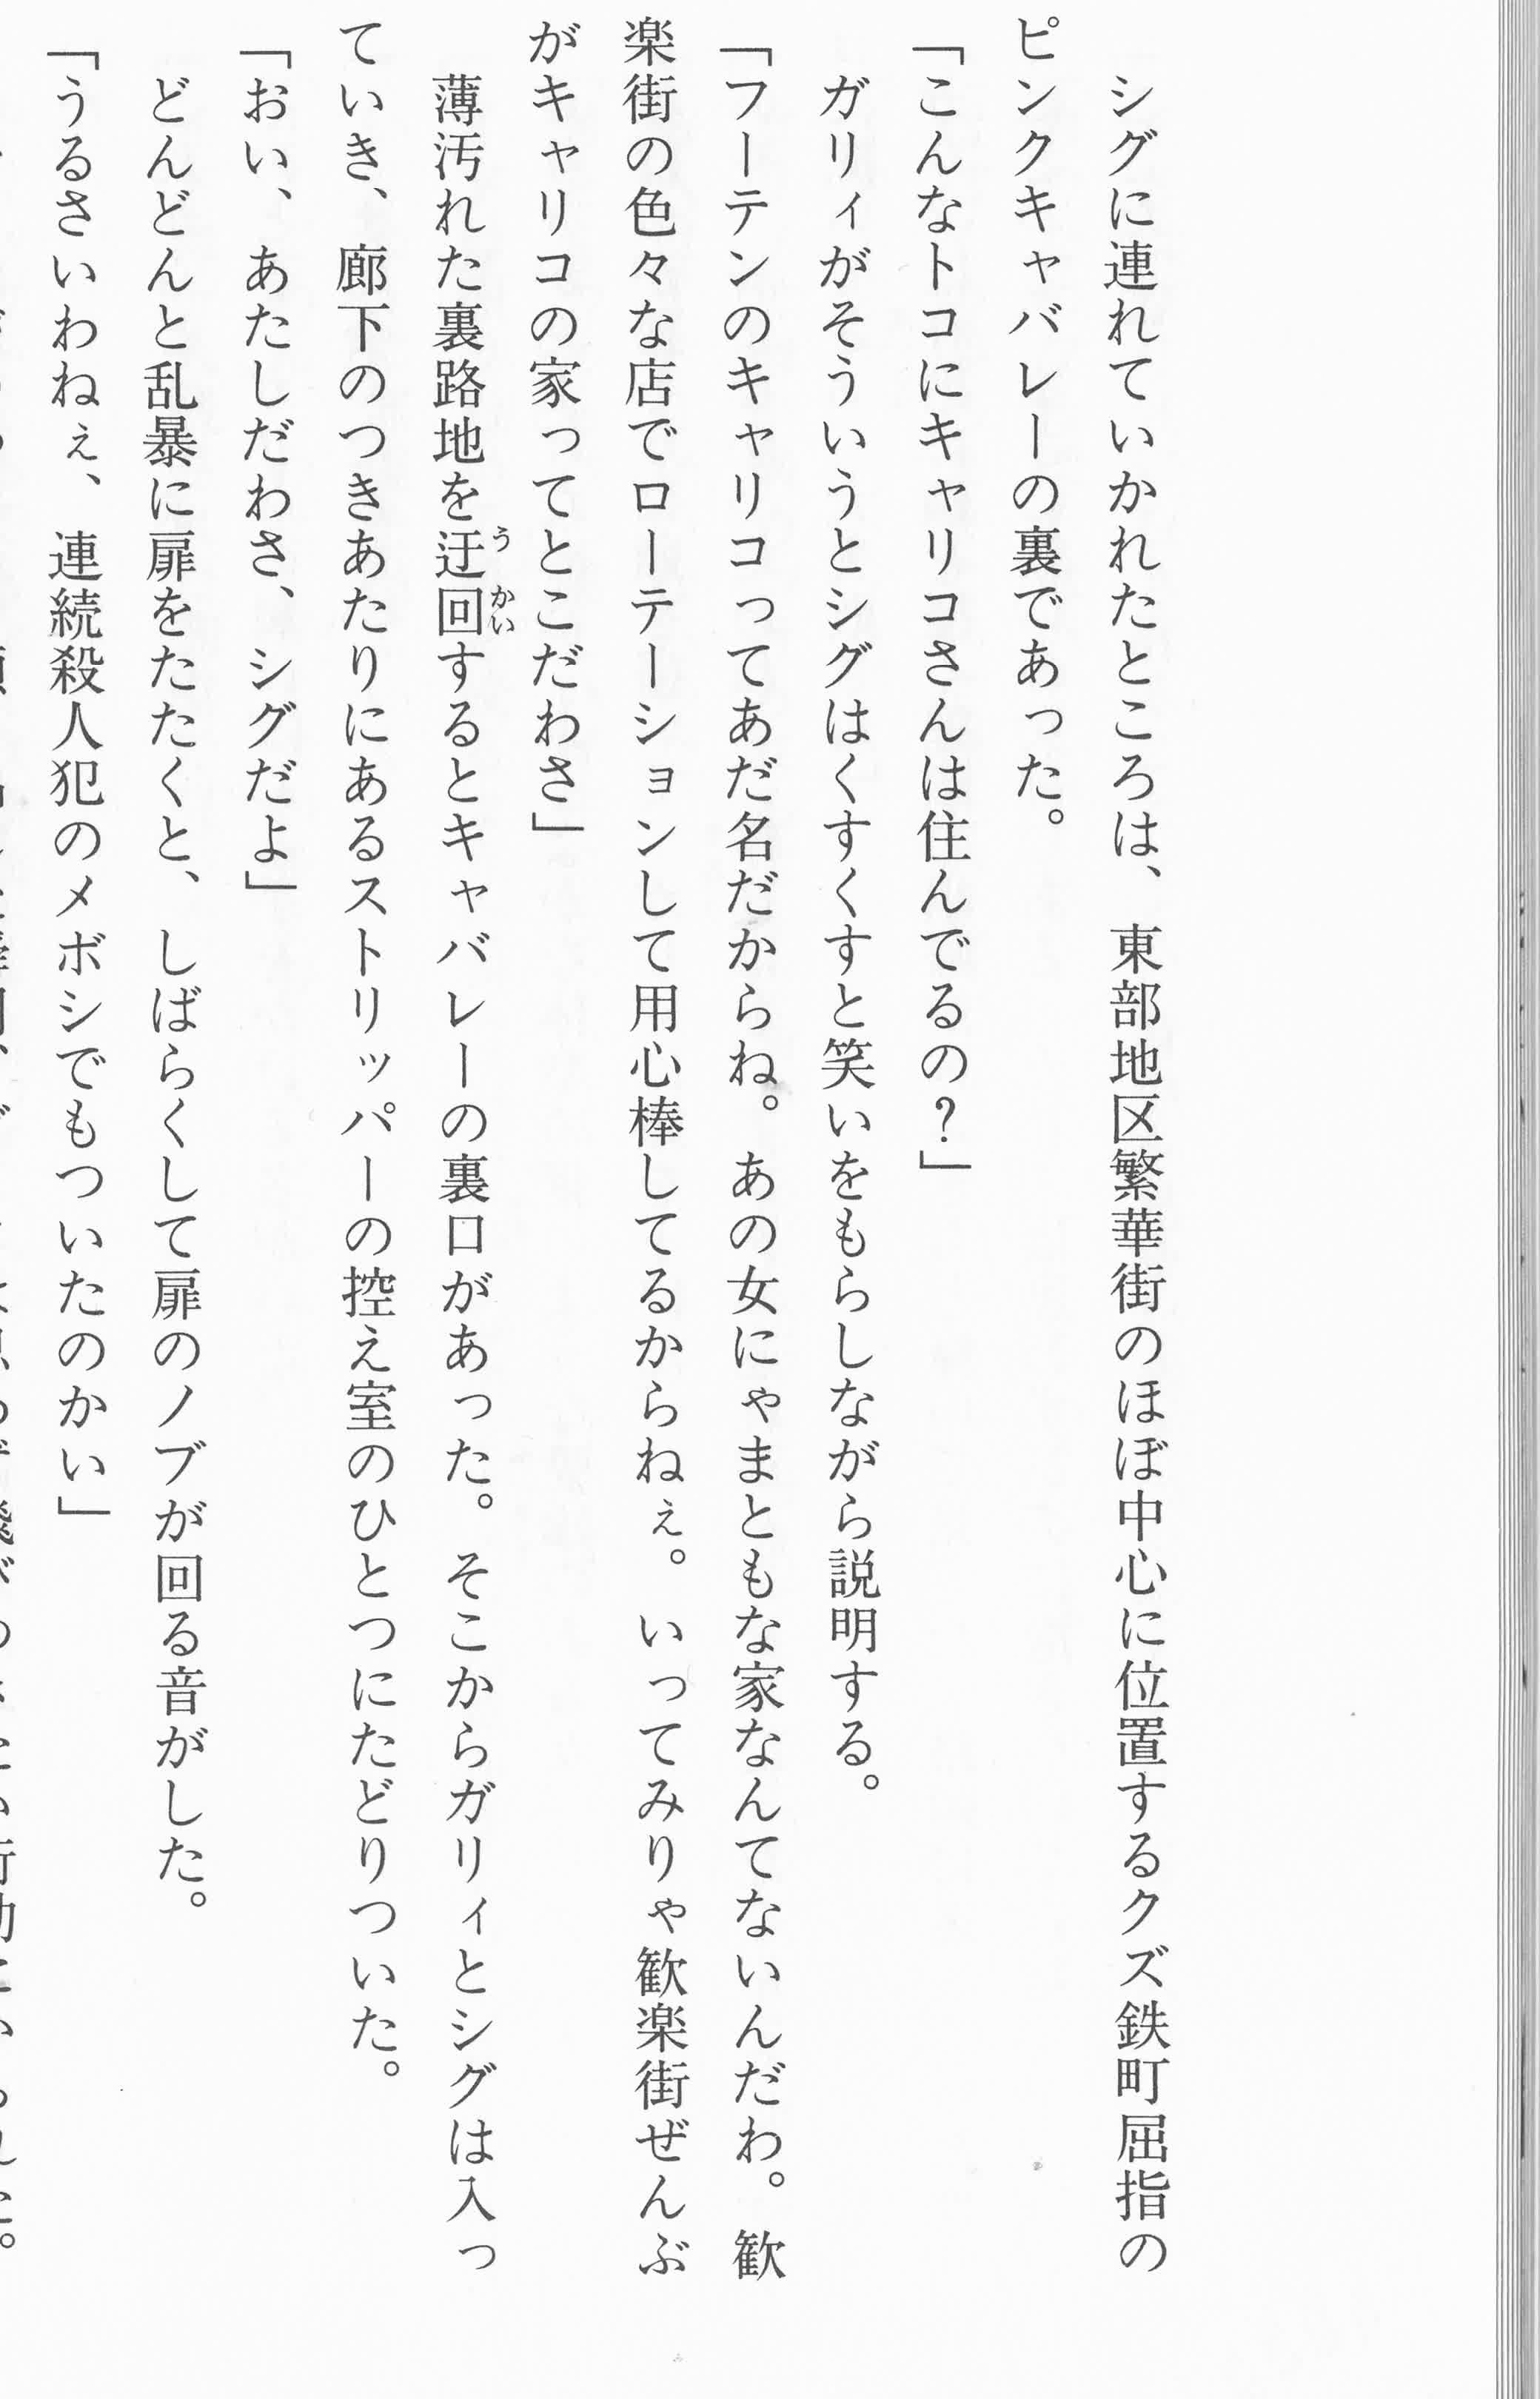 シグに連れていかれたところは、東部地区繁華街のほぼ中心に位置するクズ鉄町屈指の
ピンクキャバレーの裏であった。
「こんなトコにキャリコさんは住んでるの？」
ガリィがそういうとシグはくすくすと笑いをもらしながら説明する。
「フーテンのキャリコってあだ名だからね。あの女にゃまともな家なんてないんだわ。歓
楽街の色々な店でローテーションして用心棒してるからねぇ。いってみりゃ歓楽街ぜんぶ
がキャリコの家ってとこだわさ」
薄汚れた裏路地を迂回するとキャバレーの裏口があった。そこからガリィとシグは入っ
ていき、廊下のつきあたりにあるストリッパーの控え室のひとつにたどりついた。
「おい、あたしだわさ、シグだよ」
どんどんと乱暴に扉をたたくと、しばらくして扉のノブが回る音がした。
「うるさいわねぇ、連続殺人犯のメボシでもついたのかい」